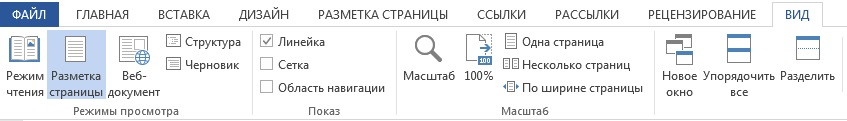 ФАЙЛ ГЛАВНАЯ ВСТАВКА ДИЗАЙН РАЗМЕТКА СТРАНИЦЫ ССЫЛКИ РАССЫЛКИ РЕЦЕНЗИРОВАНИЕ ВИД
Режим
чтения
Разметка
страницы
Веб-
документ
Структура
Черновик
Режимы просмотра
Линейка
Сетка
Область навигации
Показ
Масштаб
100
100%
Одна страница
Несколько страниц
По ширине страницы
Масштаб
Новое
окно
Упорядочить
все
Разделить